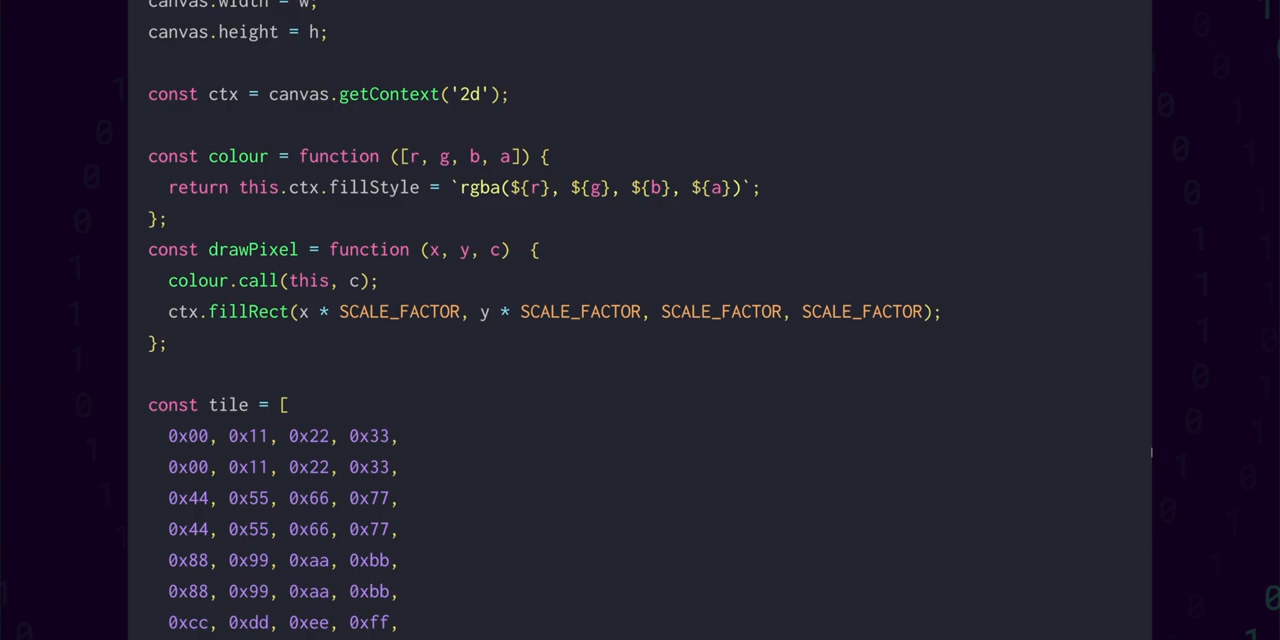 canvas.width = w;
canvas.height = h;
const ctx = canvas.getContext('2d');
const colour = function ([r, g, b, a]) {
  return this.ctx.fillStyle = `rgba(${r}, ${g}, ${b}, ${a})`;
};
const drawPixel = function (x, y, c)  {
  colour.call(this, c);
  ctx.fillRect(x * SCALE_FACTOR, y * SCALE_FACTOR, SCALE_FACTOR, SCALE_FACTOR);
};
const tile = [
  0x00, 0x11, 0x22, 0x33,
  0x00, 0x11, 0x22, 0x33,
  0x44, 0x55, 0x66, 0x77,
  0x44, 0x55, 0x66, 0x77,
  0x88, 0x99, 0xaa, 0xbb,
  0x88, 0x99, 0xaa, 0xbb,
  0xcc, 0xdd, 0xee, 0xff,